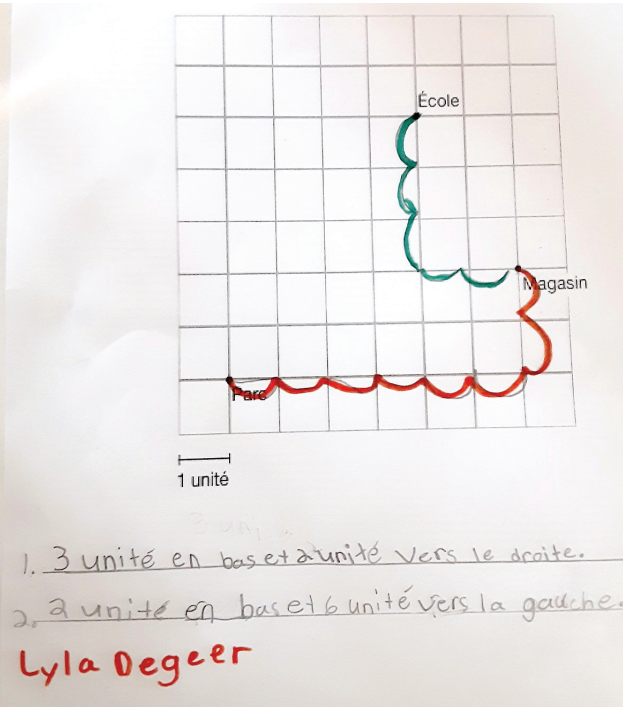 École
Magasin
Parc
1 unité
1. 3 unité en bas et 2 unité vers le droite.
2. 2 unité en bas et 6 unité vers la gauche.
Lyla Degeer